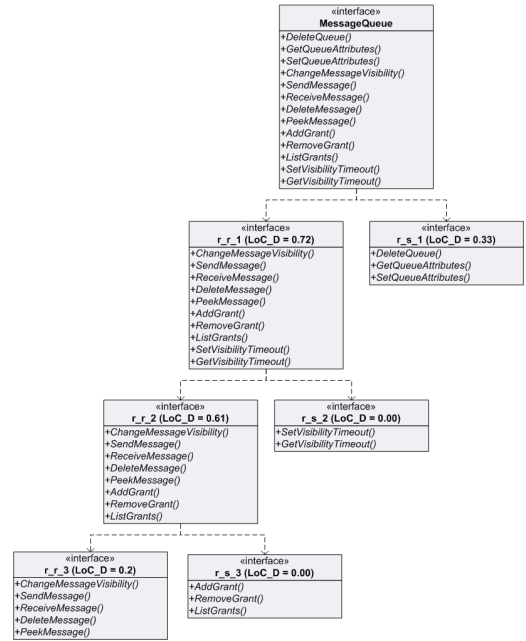 «interface»
MessageQueue
+DeleteQueue()
+GetQueueAttributes()
+SetQueueAttributes()
+ChangeMessageVisibility()
+SendMessage()
+ReceiveMessage()
+DeleteMessage()
+PeekMessage()
+AddGrant()
+RemoveGrant()
+ListGrants()
+SetVisibilityTimeout()
+GetVisibilityTimeout()
«interface»
r_r_1 (LoC_D = 0.72)
+ChangeMessageVisibility()
+SendMessage()
+ReceiveMessage()
+DeleteMessage()
+PeekMessage()
+AddGrant()
+RemoveGrant()
+ListGrants()
+SetVisibilityTimeout()
+GetVisibilityTimeout()
«interface»
r_s_1 (LoC_D = 0.33)
+DeleteQueue()
+GetQueueAttributes()
+SetQueueAttributes()
«interface»
r_r_2 (LoC_D = 0.61)
+ChangeMessageVisibility()
+SendMessage()
+ReceiveMessage()
+DeleteMessage()
+PeekMessage()
+AddGrant()
+RemoveGrant()
+ListGrants()
«interface»
r_s_2 (LoC_D = 0.00)
+SetVisibilityTimeout()
+GetVisibilityTimeout()
«interface»
r_r_3 (LoC_D = 0.2)
+ChangeMessageVisibility()
+SendMessage()
+ReceiveMessage()
+DeleteMessage()
+PeekMessage()
«interface»
r_s_3 (LoC_D = 0.00)
+AddGrant()
+RemoveGrant()
+ListGrants()